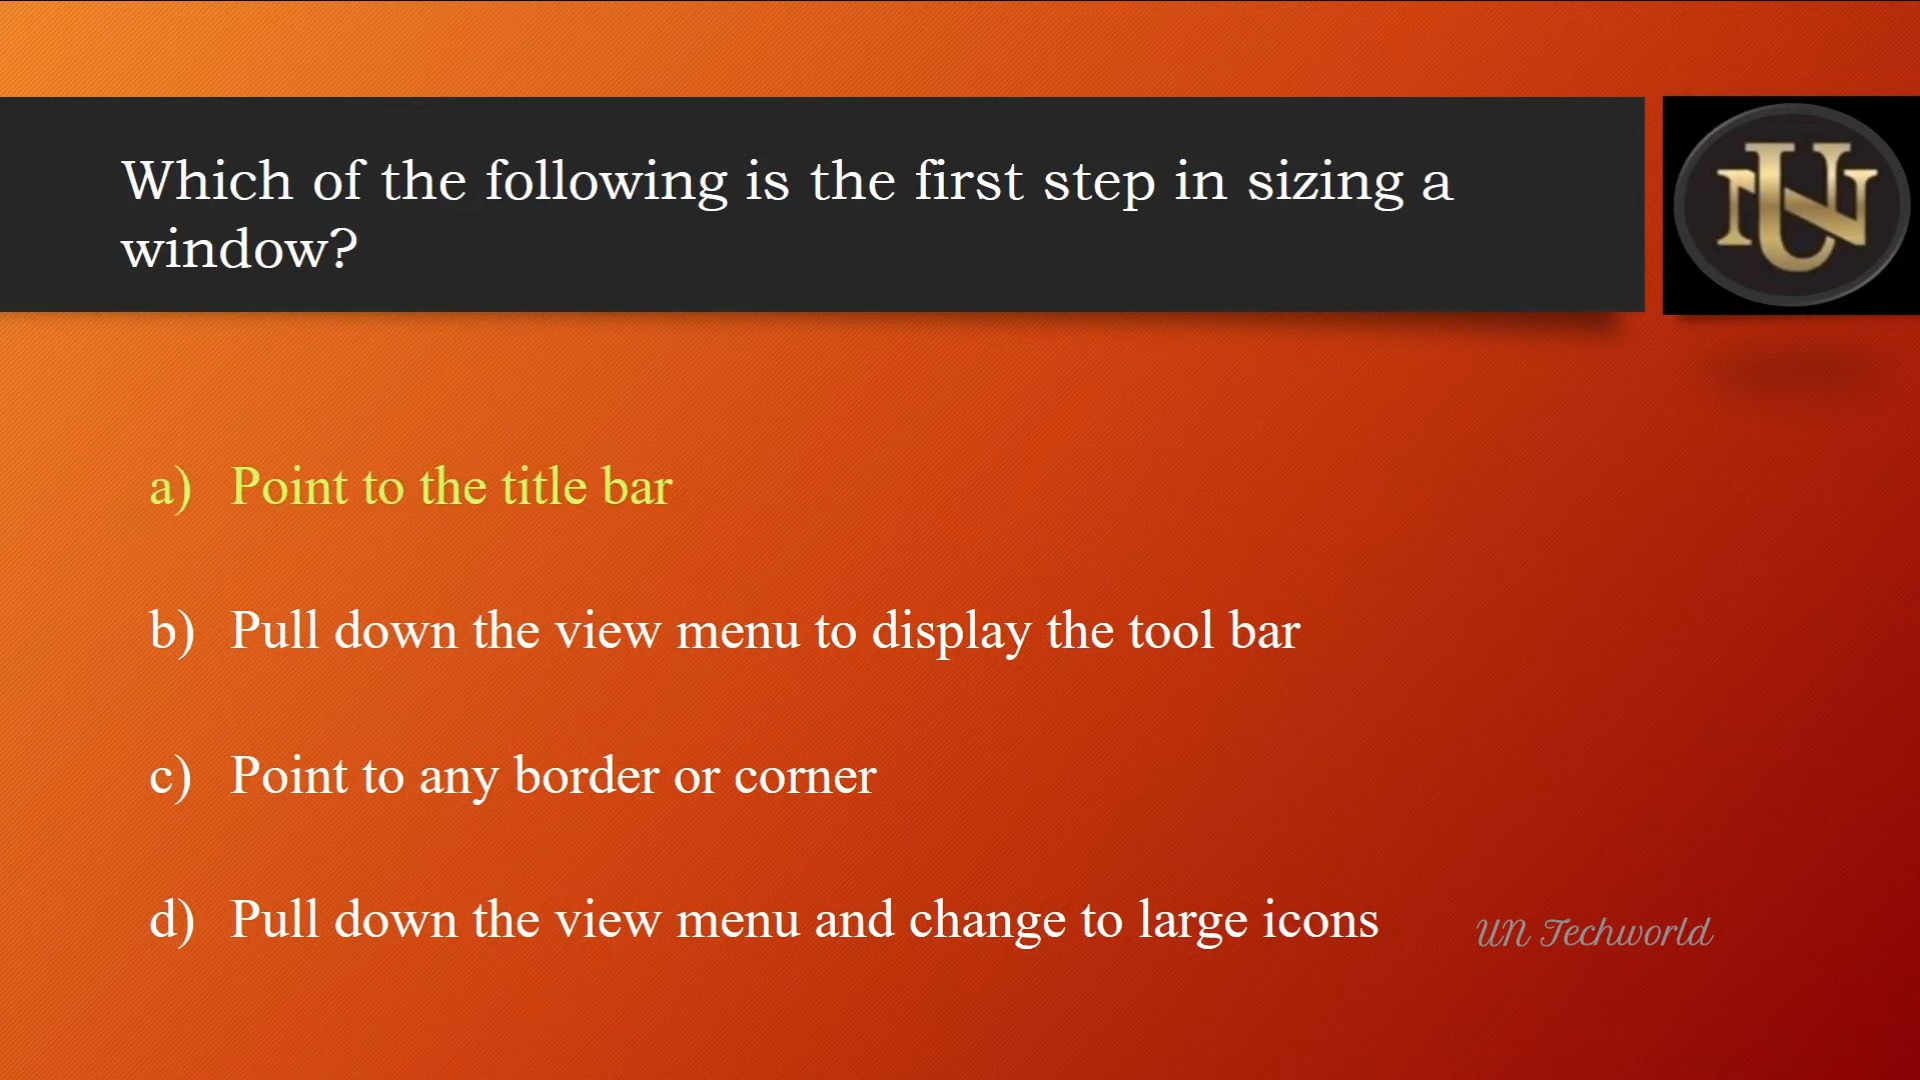 Which of the following is the first step in sizing a
window?
UN
a) Point to the title bar
b) Pull down the view menu to display the tool bar
c) Point to any border or corner
d) Pull down the view menu and change to large icons
UN Techworld